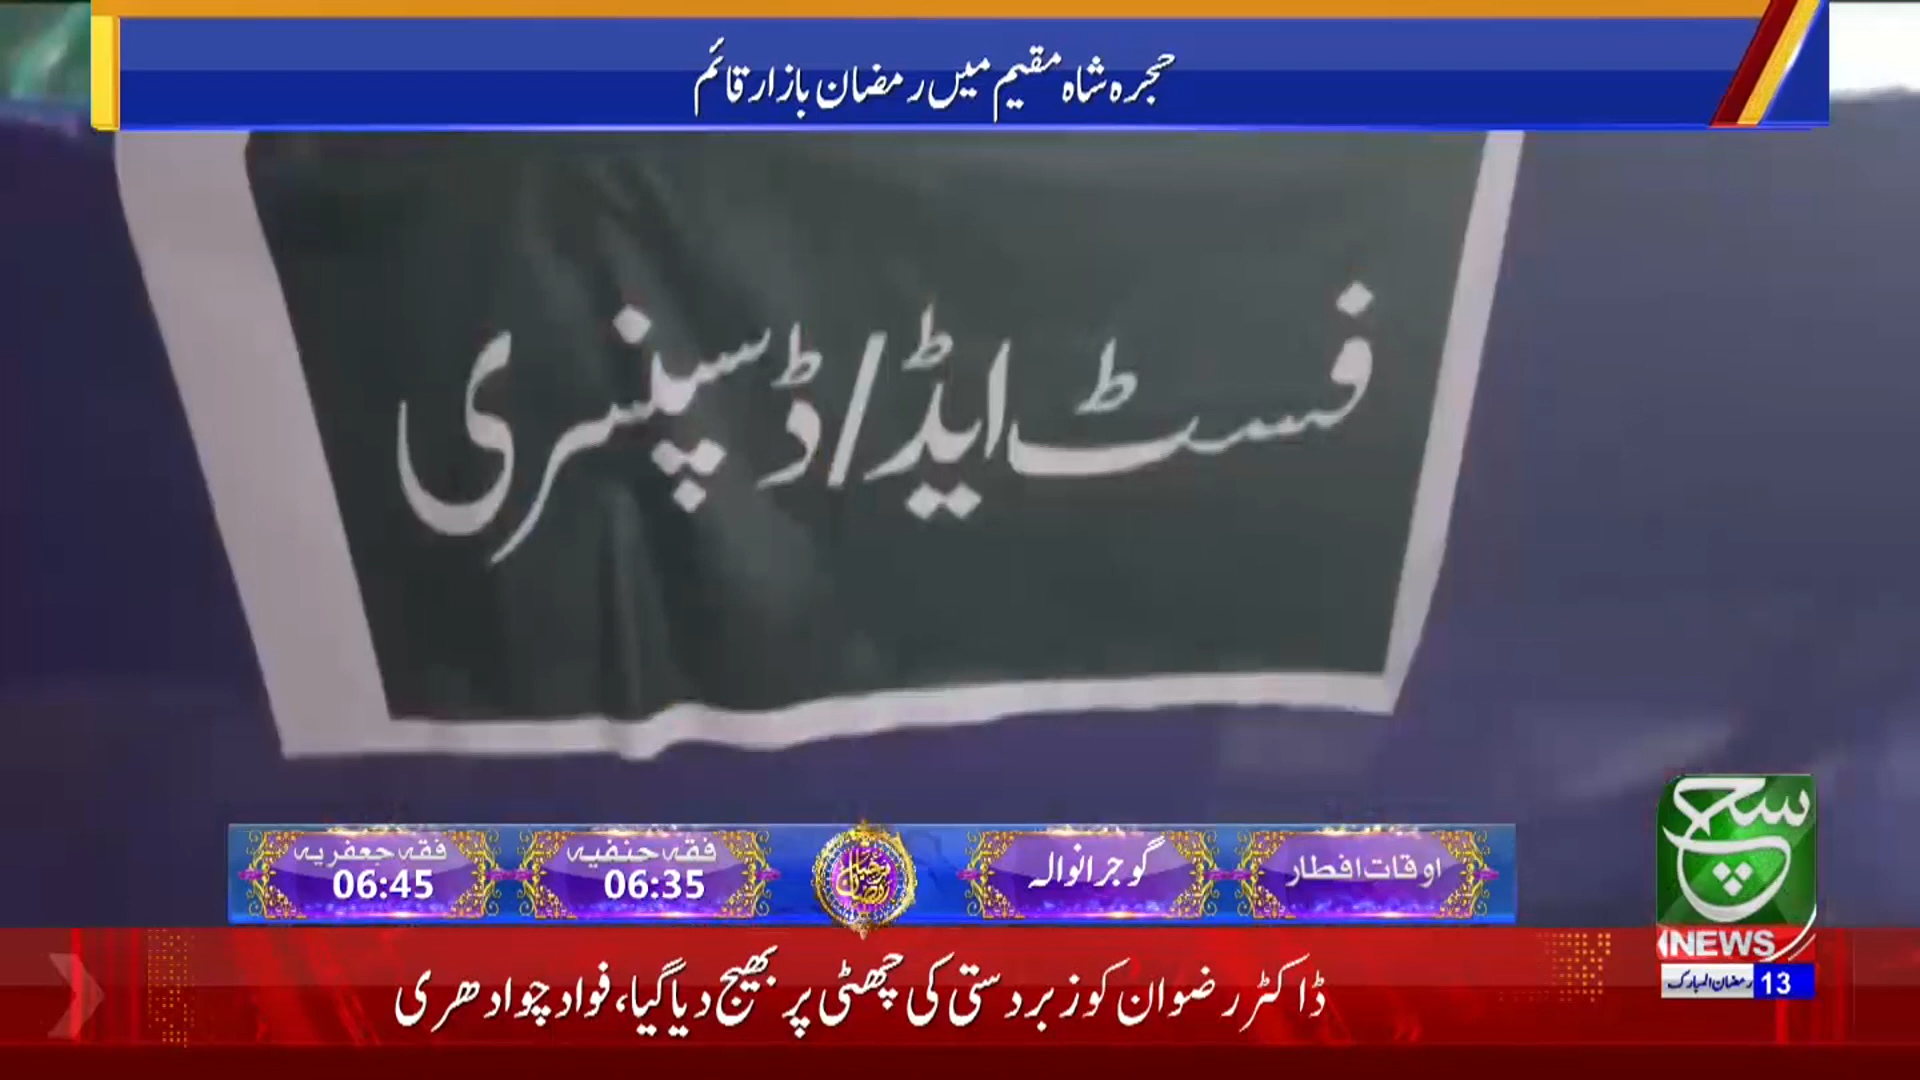 حجرہ شاہ مقیم میں رمضان بازار قائم
فسٹ ایڈ/ڈسپنسری
اوقات افطار
گوجرانوالہ
فقہ حنفیہ
06:35
فقہ جعفریہ
06:45
سچ
NEWS
13 رمضان المبارک
ڈاکٹر رضوان کو زبردستی کی چھٹی پر بھیج دیا گیا، فواد چوادھری